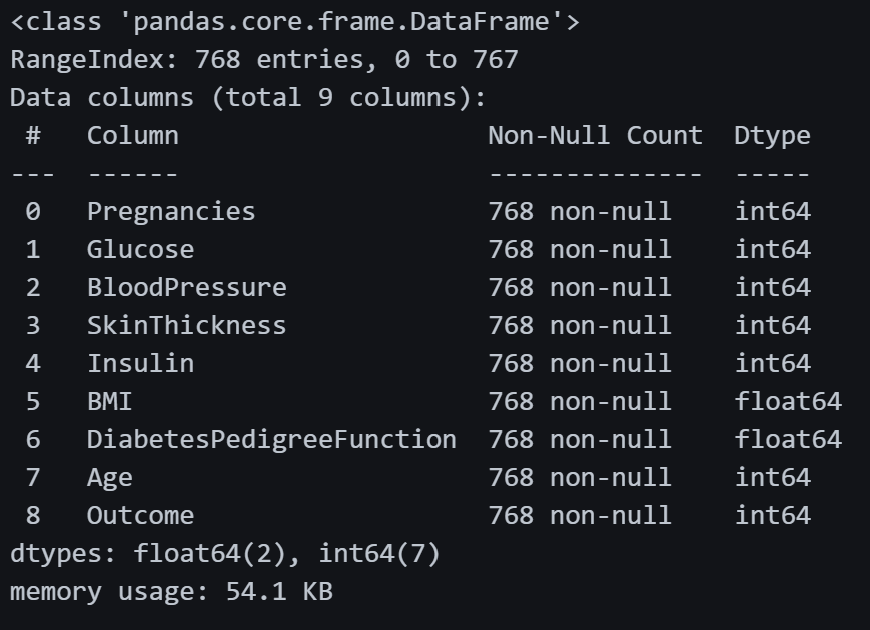 <class 'pandas.core.frame.DataFrame'>
RangeIndex: 768 entries, 0 to 767
Data columns (total 9 columns):
 #   Column                    Non-Null Count  Dtype
---  ------                    --------------  -----
 0   Pregnancies               768 non-null    int64
 1   Glucose                   768 non-null    int64
 2   BloodPressure             768 non-null    int64
 3   SkinThickness             768 non-null    int64
 4   Insulin                   768 non-null    int64
 5   BMI                       768 non-null    float64
 6   DiabetesPedigreeFunction  768 non-null    float64
 7   Age                       768 non-null    int64
 8   Outcome                   768 non-null    int64
dtypes: float64(2), int64(7)
memory usage: 54.1 KB